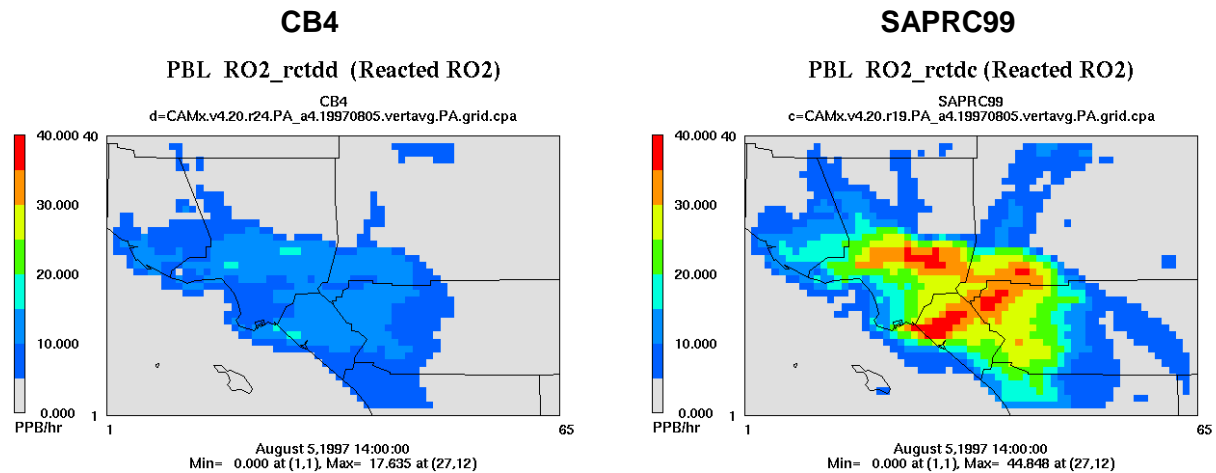 CB4
PBL RO2_rctdd (Reacted RO2)
CB4
d=CAMx.v4.20.r24.PA_a4.19970805.vertavg.PA.grid.cpa
40.000
30.000
20.000
10.000
0.000
PPB/hr
40
1
1
65
August 5,1997 14:00:00
Min= 0.000 at (1,1), Max= 17.635 at (27,12)
SAPRC99
PBL RO2_rctdc (Reacted RO2)
SAPRC99
c=CAMx.v4.20.r19.PA_a4.19970805.vertavg.PA.grid.cpa
40.000
30.000
20.000
10.000
0.000
PPB/hr
40
1
1
65
August 5,1997 14:00:00
Min= 0.000 at (1,1), Max= 44.848 at (27,12)